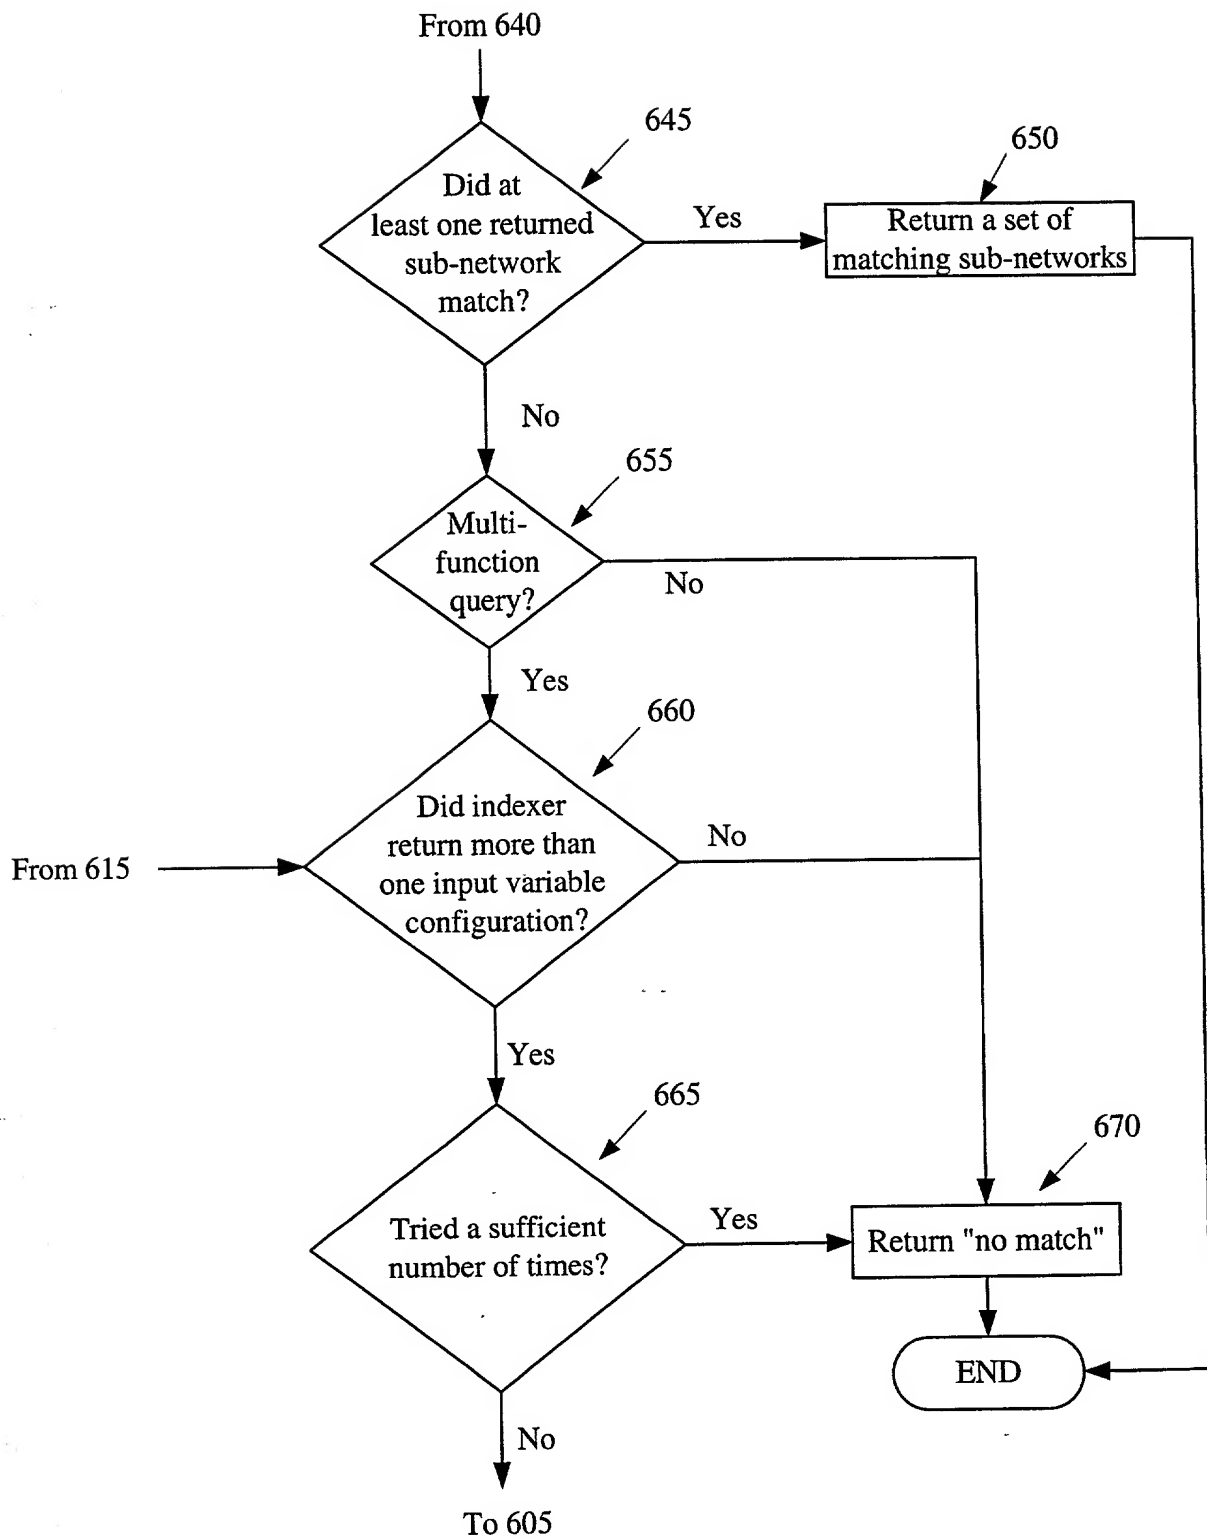 From 640
645
Did at
least one returned
sub-network
match?
Yes
650
Return a set of
matching sub-networks
No
655
Multi-
function
query?
No
Yes
660
Did indexer
return more than
one input variable
configuration?
No
From 615
Yes
665
Tried a sufficient
number of times?
Yes
670
Return "no match"
END
No
To 605